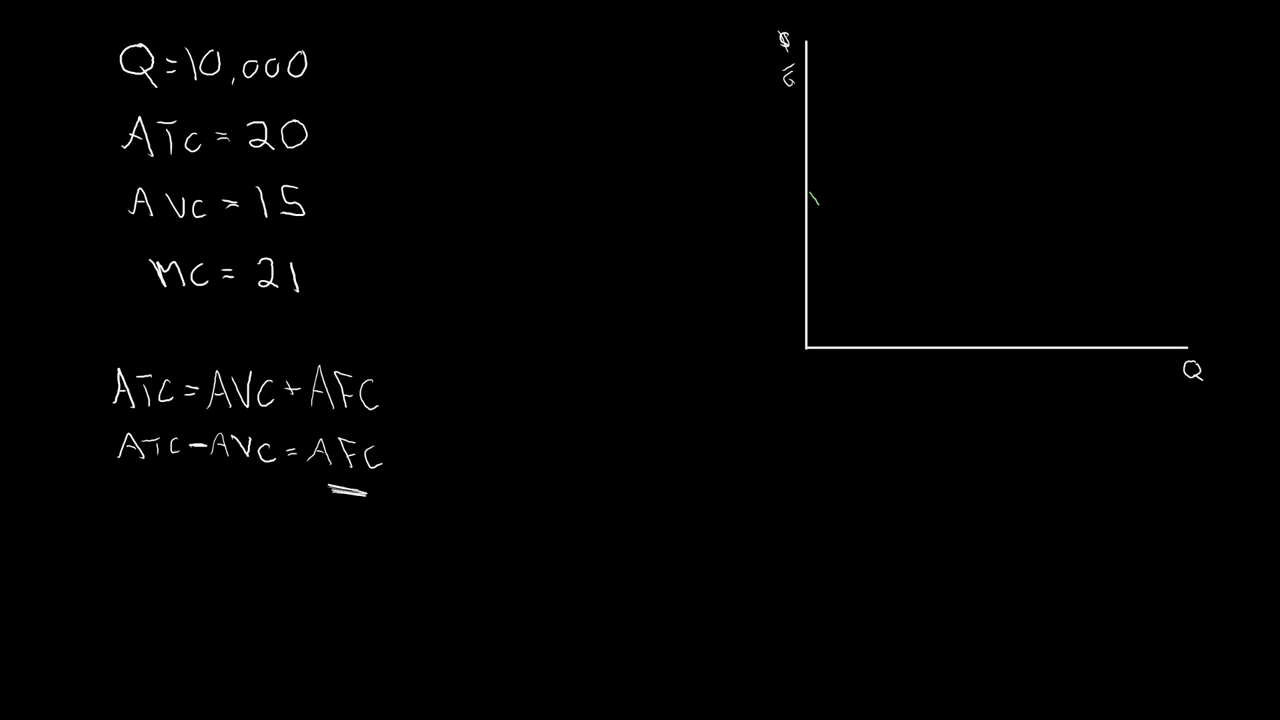 Q=10,000
ATC = 20
AVC = 15
MC = 21
ATC = AVC + AFC
ATC - AVC = AFC
$
Q